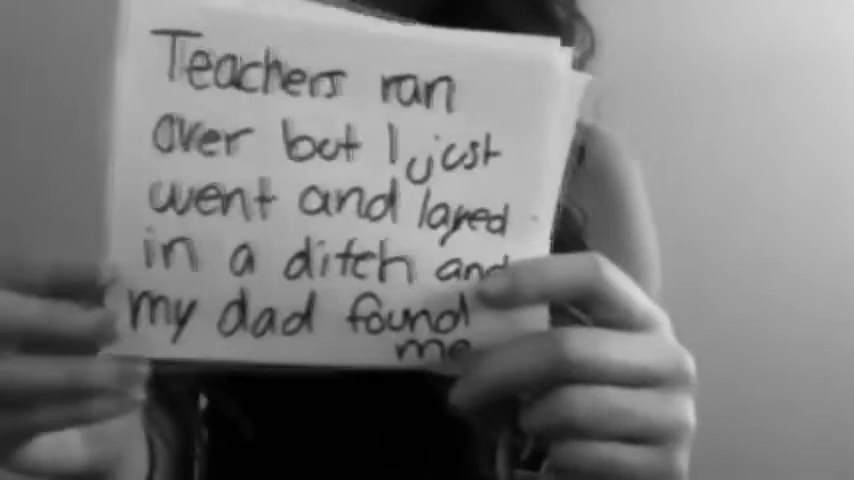 Teachers ran
over but I just
went and layed
in a ditch and
my dad found
me